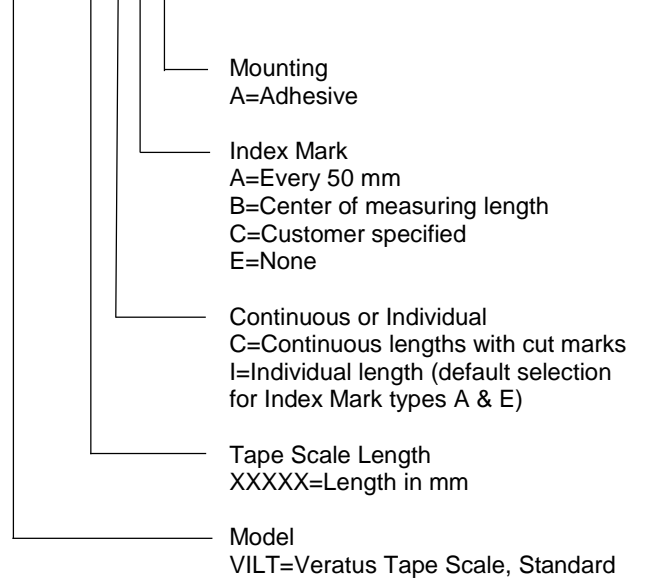 Mounting
A=Adhesive
Index Mark
A=Every 50 mm
B=Center of measuring length
C=Customer specified
E=None
Continuous or Individual
C=Continuous lengths with cut marks
I=Individual length (default selection
for Index Mark types A & E)
Tape Scale Length
XXXXX=Length in mm
Model
VILT=Veratus Tape Scale, Standard